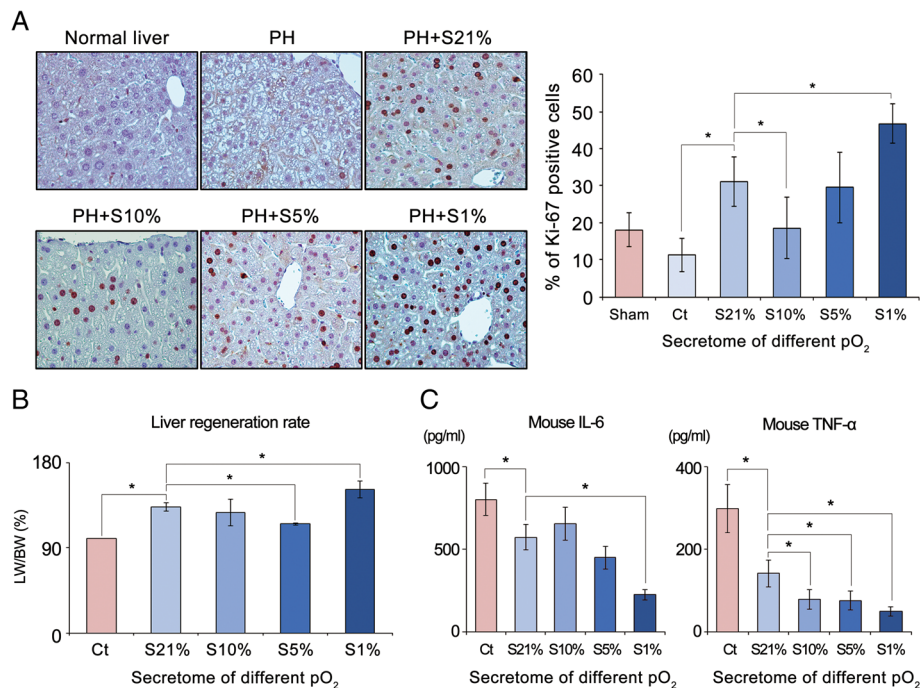 A
Normal liver
PH
PH+S21%
PH+S10%
PH+S5%
PH+S1%
% of Ki-67 positive cells
60
50
40
30
20
10
0
*
*
*
Sham
Ct
S21%
S10%
S5%
S1%
Secretome of different pO2
B
Liver regeneration rate
LW/BW (%)
180
90
0
*
*
*
Ct
S21%
S10%
S5%
S1%
Secretome of different pO2
C
(pg/ml)
Mouse IL-6
1000
500
0
*
*
Ct
S21%
S10%
S5%
S1%
(pg/ml)
Mouse TNF-α
400
200
0
*
*
*
*
Ct
S21%
S10%
S5%
S1%
Secretome of different pO2